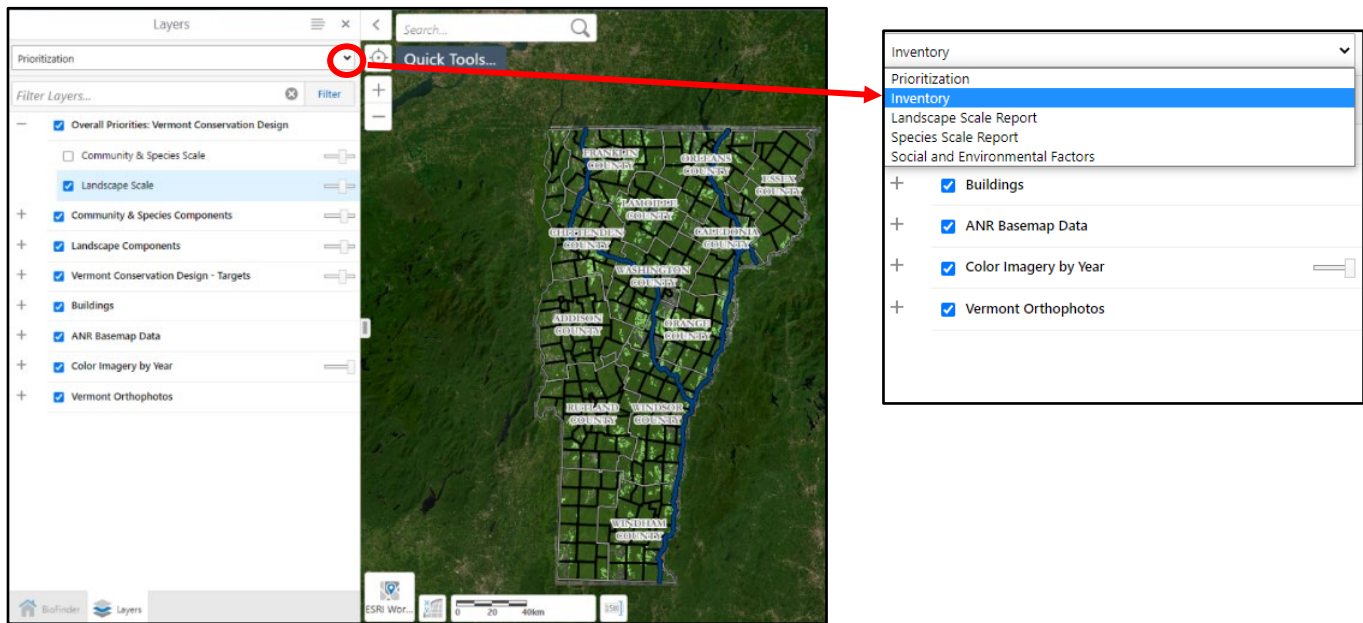 Layers
Prioritization
Filter Layers...
Filter
Overall Priorities: Vermont Conservation Design
Community & Species Scale
Landscape Scale
Community & Species Components
Landscape Components
Vermont Conservation Design - Targets
Buildings
ANR Basemap Data
Color Imagery by Year
Vermont Orthophotos
BioFinder
Layers
Search...
Quick Tools...
FRANKLIN
COUNTY
ORLEANS
COUNTY
ESSEX
COUNTY
LAMOILLE
COUNTY
CHITTENDEN
COUNTY
CALEDONIA
COUNTY
WASHINGTON
COUNTY
ADDISON
COUNTY
ORANGE
COUNTY
RUTLAND
COUNTY
WINDSOR
COUNTY
WINDHAM
COUNTY
ESRI Wor...
0 20 40km
Inventory
Prioritization
Inventory
Landscape Scale Report
Species Scale Report
Social and Environmental Factors
Buildings
ANR Basemap Data
Color Imagery by Year
Vermont Orthophotos